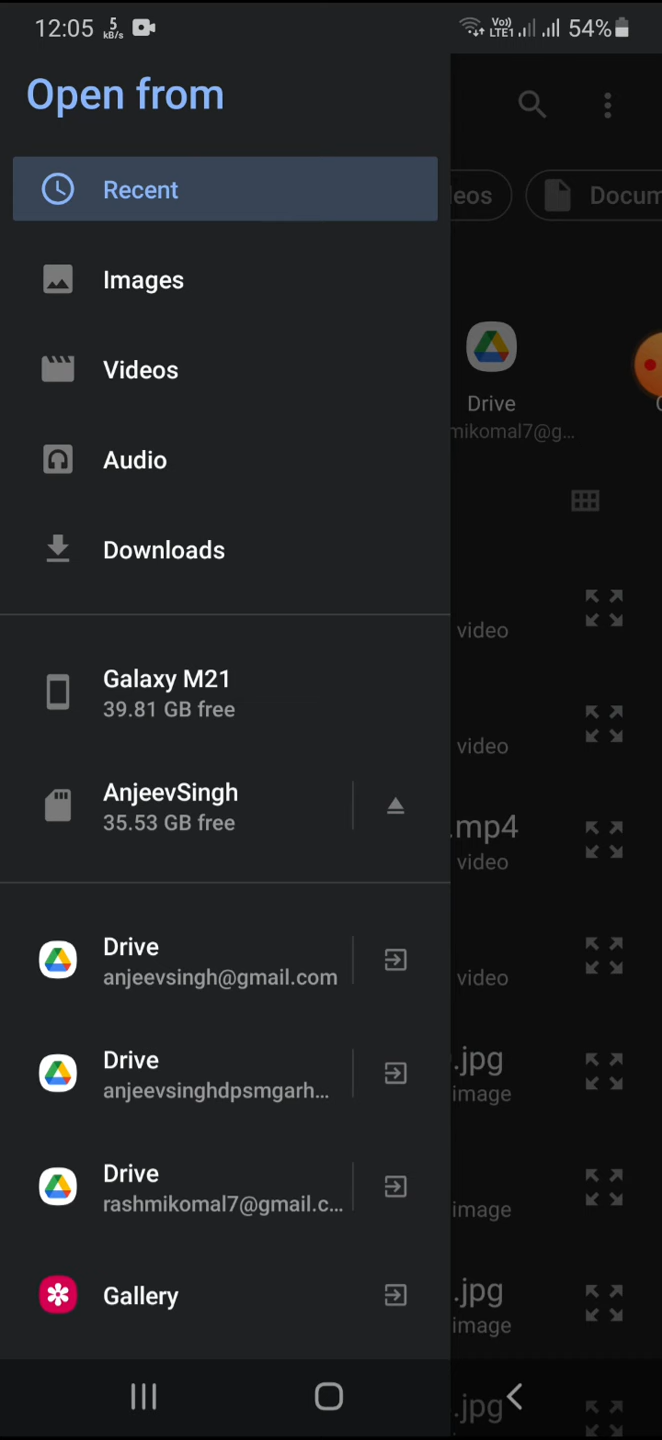 12:05 5 kB/s Vo)) LTE1 54%
Open from
Recent
eos Docum
Images
Videos
Drive
mikomal7@g...
Audio
Downloads
video
Galaxy M21
39.81 GB free
video
AnjeevSingh
35.53 GB free
.mp4
video
Drive
anjeevsingh@gmail.com
video
Drive
anjeevsinghdpsmgarh...
.jpg
image
Drive
rashmikomal7@gmail.c...
image
Gallery
.jpg
image
.jpg